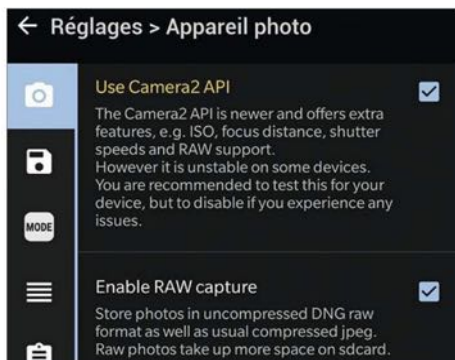 ← Réglages > Appareil photo
Use Camera2 API
The Camera2 API is newer and offers extra
features, e.g. ISO, focus distance, shutter
speeds and RAW support.
However it is unstable on some devices.
You are recommended to test this for your
device, but to disable if you experience any
issues.
MODE
Enable RAW capture
Store photos in uncompressed DNG raw
format as well as usual compressed jpeg.
Raw photos take up more space on sdcard.